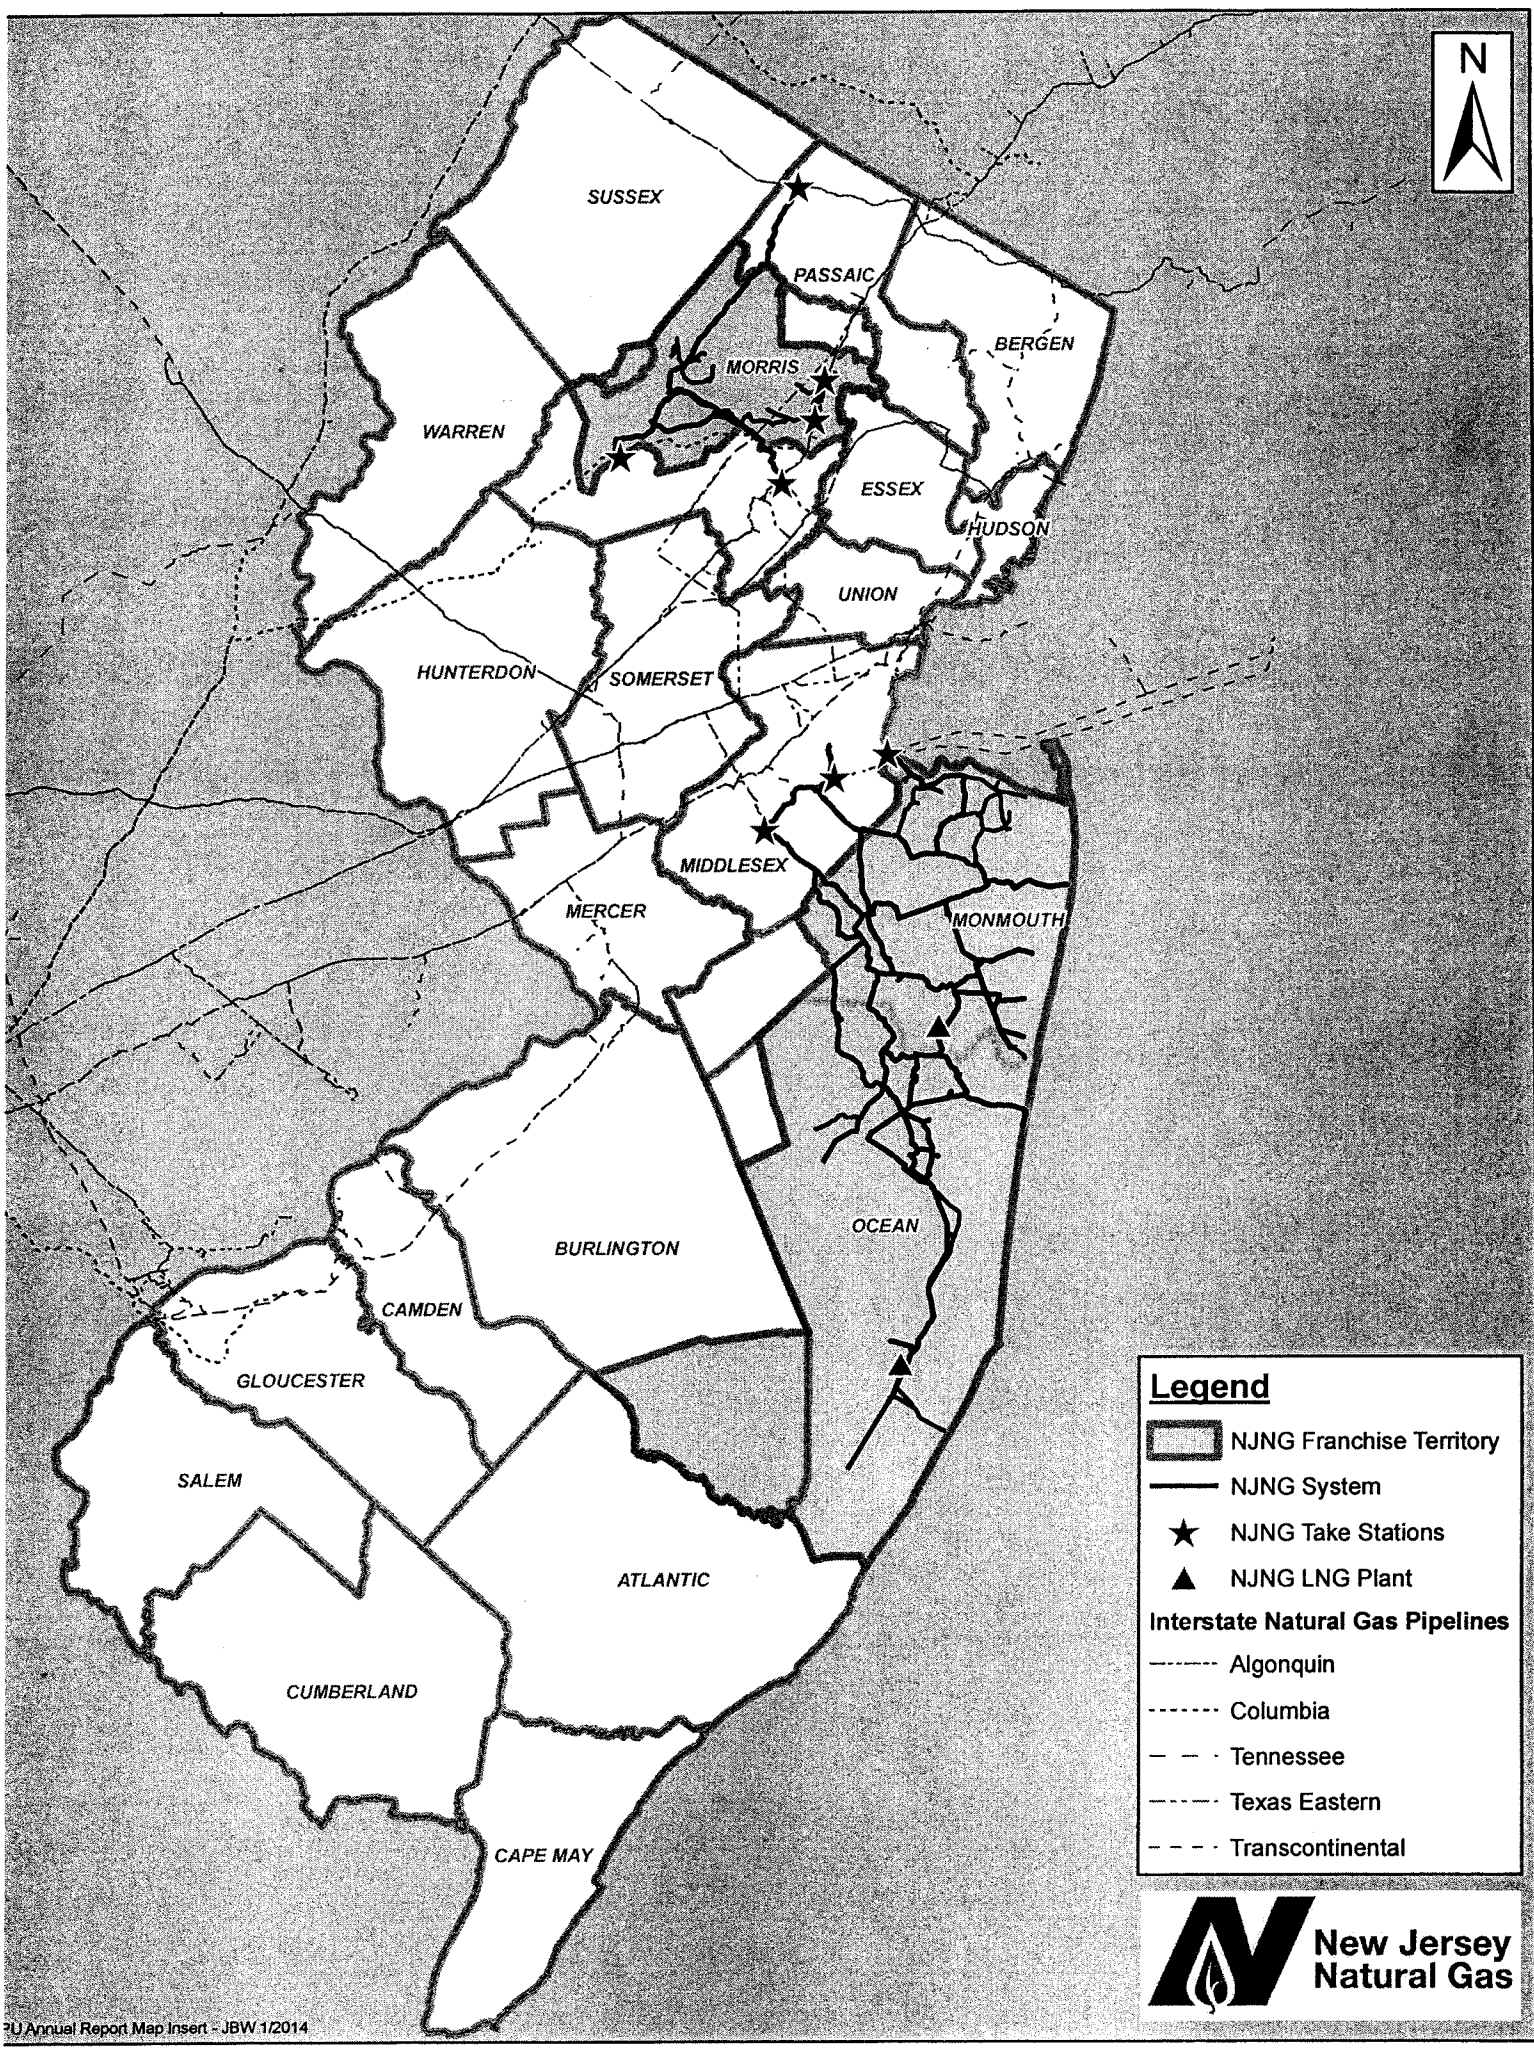 N
SUSSEX
PASSAIC
BERGEN
MORRIS
WARREN
ESSEX
HUDSON
UNION
HUNTERDON
SOMERSET
MIDDLESEX
MERCER
MONMOUTH
OCEAN
BURLINGTON
CAMDEN
GLOUCESTER
SALEM
ATLANTIC
CUMBERLAND
CAPE MAY
Legend
NJNG Franchise Territory
NJNG System
NJNG Take Stations
NJNG LNG Plant
Interstate Natural Gas Pipelines
Algonquin
Columbia
Tennessee
Texas Eastern
Transcontinental
New Jersey
Natural Gas
PU Annual Report Map Insert - JBW 1/2014